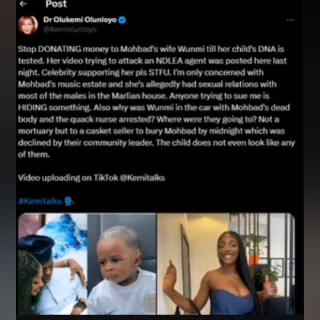 Post
Dr Olukemi Olunloyo
@KemiOlunloyo
Stop DONATING money to Mohbad's wife Wunmi till her child's DNA is
tested. Her video trying to attack an NDLEA agent was posted here last
night. Celebrity supporting her pls STFU. I'm only concerned with
Mohbad's music estate and she's allegedly had sexual relations with
most of the males in the Marlian house. Anyone trying to sue me is
HIDING something. Also why was Wunmi in the car with Mohbad's dead
body and the quack nurse arrested? Where were they going to? Not a
mortuary but to a casket seller to bury Mohbad by midnight which was
declined by their community leader. The child does not even look like any
of them.
Video uploading on TikTok @Kemitalks
#Kemitalks